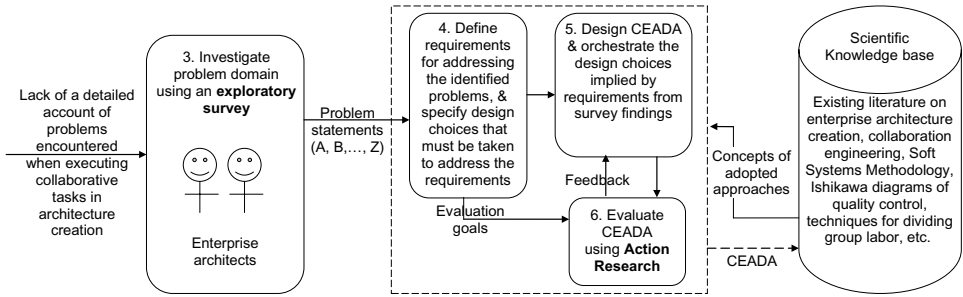 Lack of a detailed
account of
problems
encountered
when executing
collaborative
tasks in
architecture
creation
3. Investigate
problem domain
using an exploratory
survey
Enterprise
architects
Problem
statements
(A, B,…, Z)
4. Define
requirements
for addressing
the identified
problems, &
specify design
choices that
must be taken
to address the
requirements
5. Design CEADA
& orchestrate the
design choices
implied by
requirements from
survey findings
Feedback
Evaluation
goals
6. Evaluate
CEADA
using Action
Research
Concepts of
adopted
approaches
CEADA
Scientific
Knowledge base
Existing literature on
enterprise architecture
creation, collaboration
engineering, Soft
Systems Methodology,
Ishikawa diagrams of
quality control,
techniques for dividing
group labor, etc.